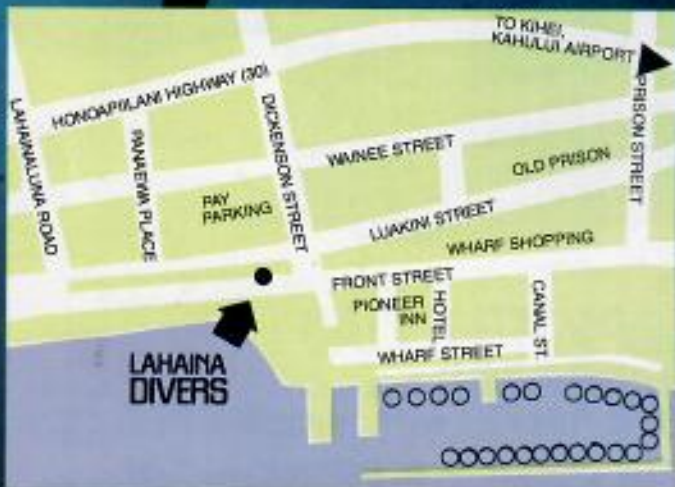 TO KIHEI,
KAHULUI AIRPORT
HONOAPIILANI HIGHWAY (30)
LAHAINALUNA ROAD
PANAEWA PLACE
DICKENSON STREET
PRISON STREET
WAINEE STREET
OLD PRISON
PAY
PARKING
LUAKINI STREET
WHARF SHOPPING
FRONT STREET
PIONEER
INN
HOTEL
CANAL ST.
WHARF STREET
LAHAINA
DIVERS